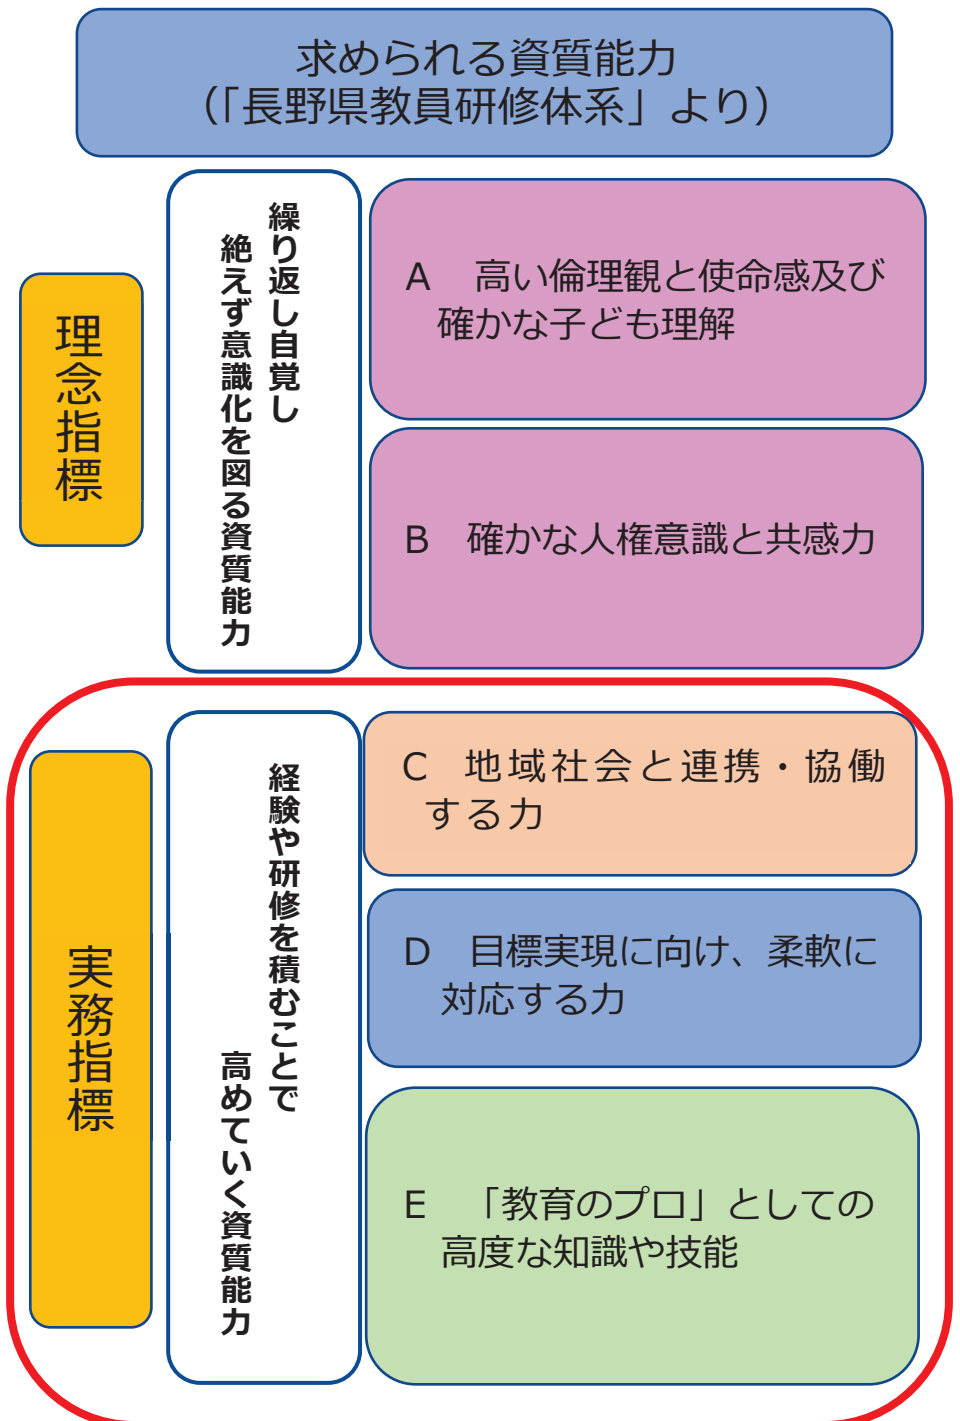 求められる資質能力
（「長野県教員研修体系」より）
理念指標
繰り返し自覚し
絶えず意識化を図る資質能力
A　高い倫理観と使命感及び
確かな子ども理解
B　確かな人権意識と共感力
実務指標
経験や研修を積むことで
高めていく資質能力
C　地域社会と連携・協働
する力
D　目標実現に向け、柔軟に
対応する力
E　「教育のプロ」としての
高度な知識や技能